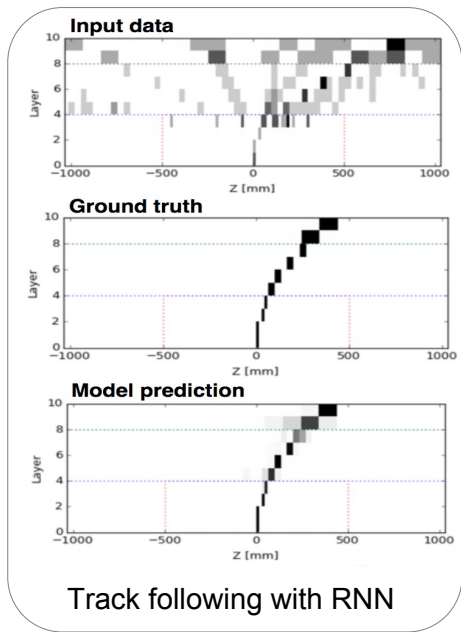 Input data
10
8
6
4
2
0
Layer
−1000 −500 0 500 1000
Z [mm]
Ground truth
10
8
6
4
2
0
Layer
−1000 −500 0 500 1000
Z [mm]
Model prediction
10
8
6
4
2
0
Layer
−1000 −500 0 500 1000
Z [mm]
Track following with RNN